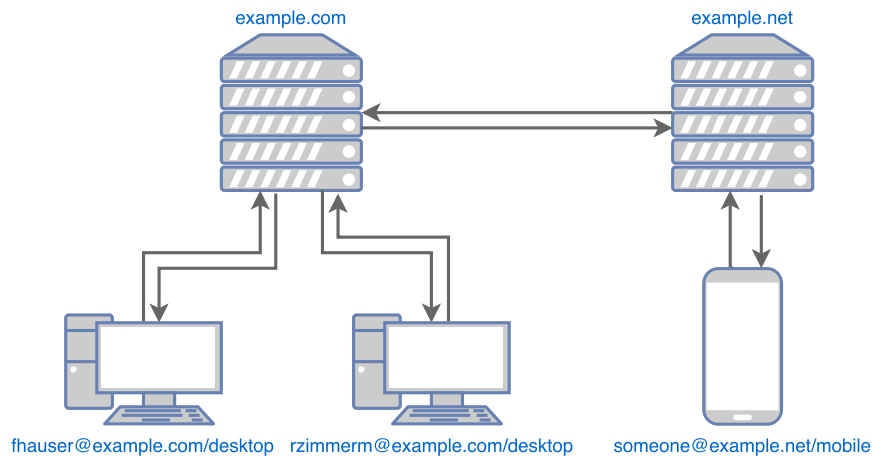 example.com
example.net
fhauser@example.com/desktop
rzimmerm@example.com/desktop
someone@example.net/mobile